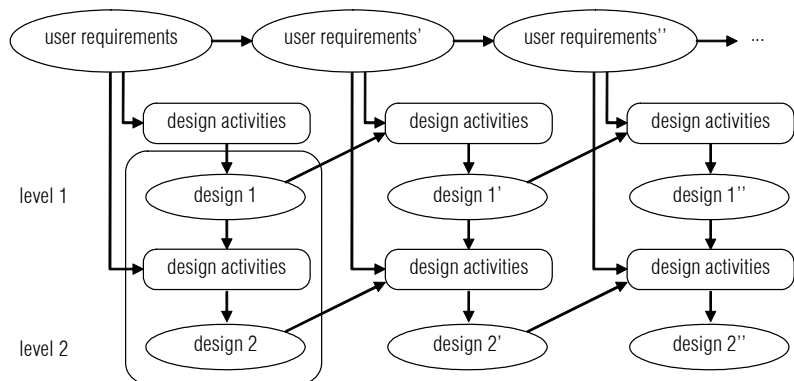 user requirements
user requirements'
user requirements''
...
design activities
design activities
design activities
level 1
design 1
design 1'
design 1''
design activities
design activities
design activities
level 2
design 2
design 2'
design 2''